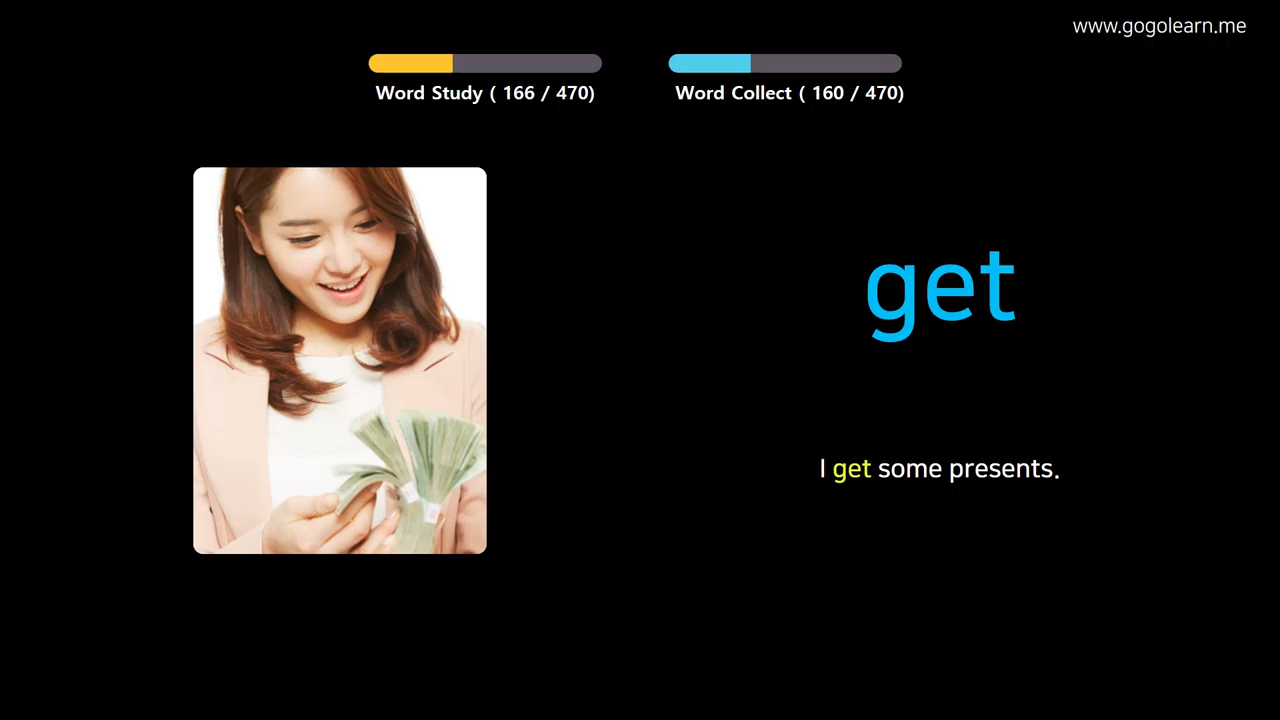 www.gogolearn.me
Word Study ( 166 / 470)
Word Collect ( 160 / 470)
get
I get some presents.